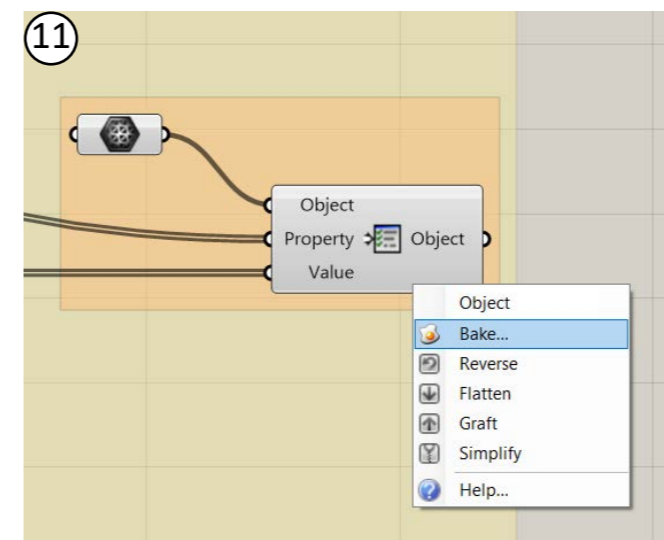 11
Object
Property Object
Value
Object
Bake...
Reverse
Flatten
Graft
Simplify
Help...